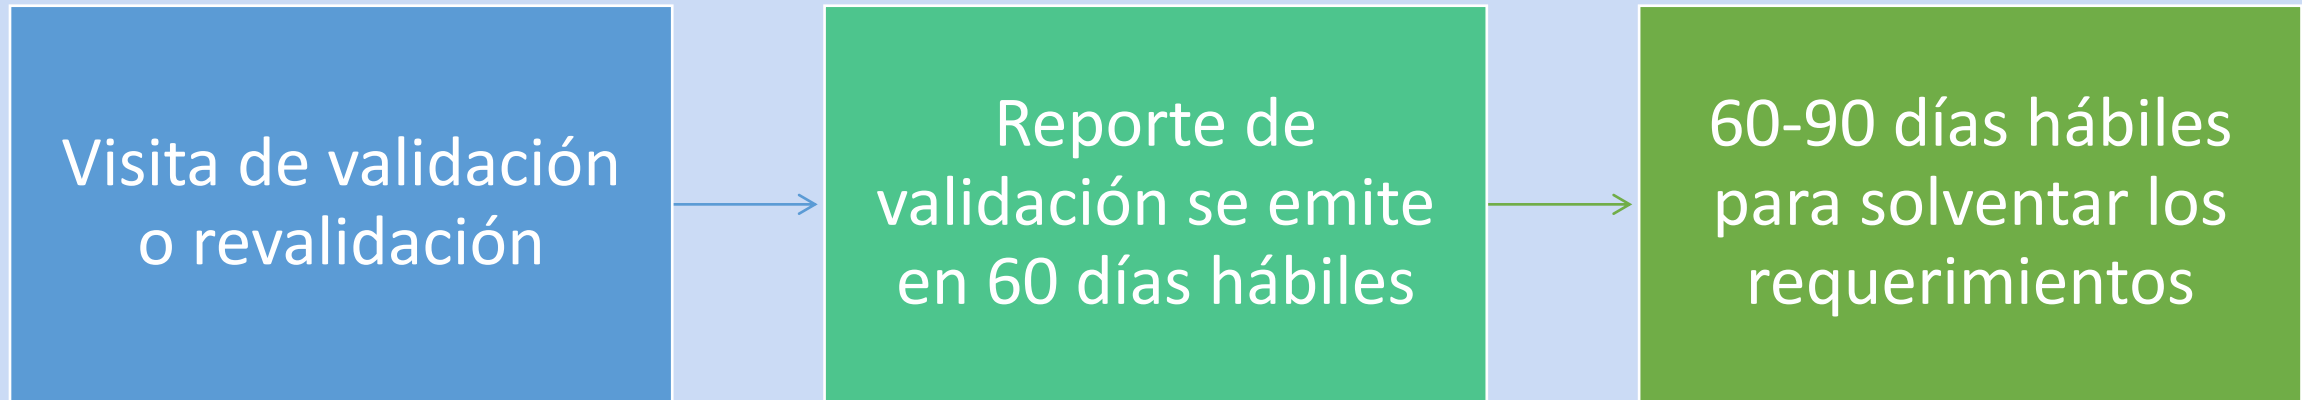 Visita de validación
o revalidación
Reporte de
validación se emite
en 60 días hábiles
60-90 días hábiles
para solventar los
requerimientos